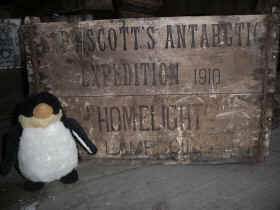 SCOTT'S ANTARCTIC
EXPEDITION 1910
"HOMELIGHT"